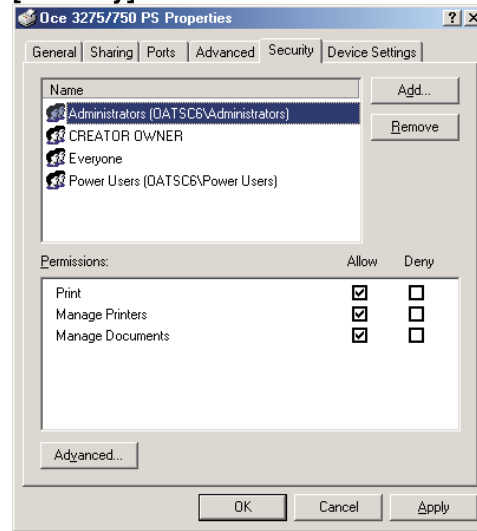 Oce 3275/750 PS Properties
General Sharing Ports Advanced Security Device Settings
Name
Add...
Administrators (OATSC6\Administrators)
Remove
CREATOR OWNER
Everyone
Power Users (OATSC6\Power Users)
Permissions: Allow Deny
Print
Manage Printers
Manage Documents
Advanced...
OK Cancel Apply